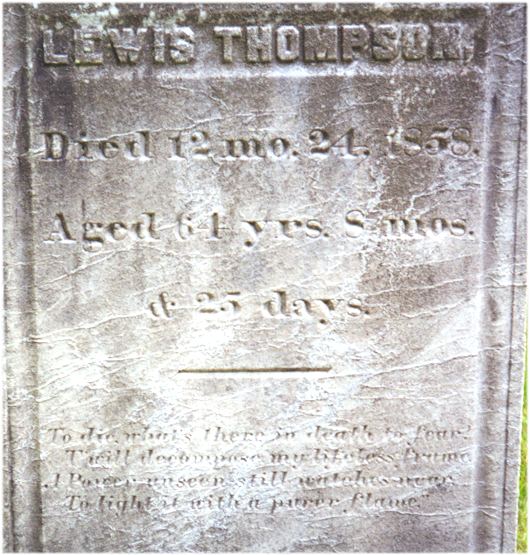 LEWIS THOMPSON,
Died 12 mo. 24. 1858.
Aged 64 yrs. 8 mos.
& 25 days.
To die, what's there in death to fear?
T'will decompose my lifeless frame
A Power unseen still watches near
To light it with a purer flame."